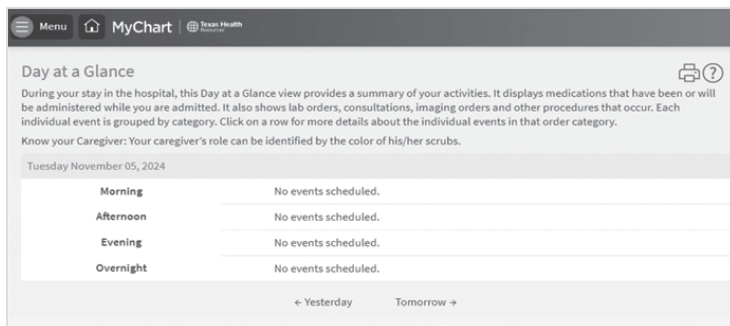 Menu MyChart Texas Health Resources
Day at a Glance
During your stay in the hospital, this Day at a Glance view provides a summary of your activities. It displays medications that have been or will
be administered while you are admitted. It also shows lab orders, consultations, imaging orders and other procedures that occur. Each
individual event is grouped by category. Click on a row for more details about the individual events in that order category.
Know your Caregiver: Your caregiver's role can be identified by the color of his/her scrubs.
Tuesday November 05, 2024
Morning No events scheduled.
Afternoon No events scheduled.
Evening No events scheduled.
Overnight No events scheduled.
← Yesterday Tomorrow →